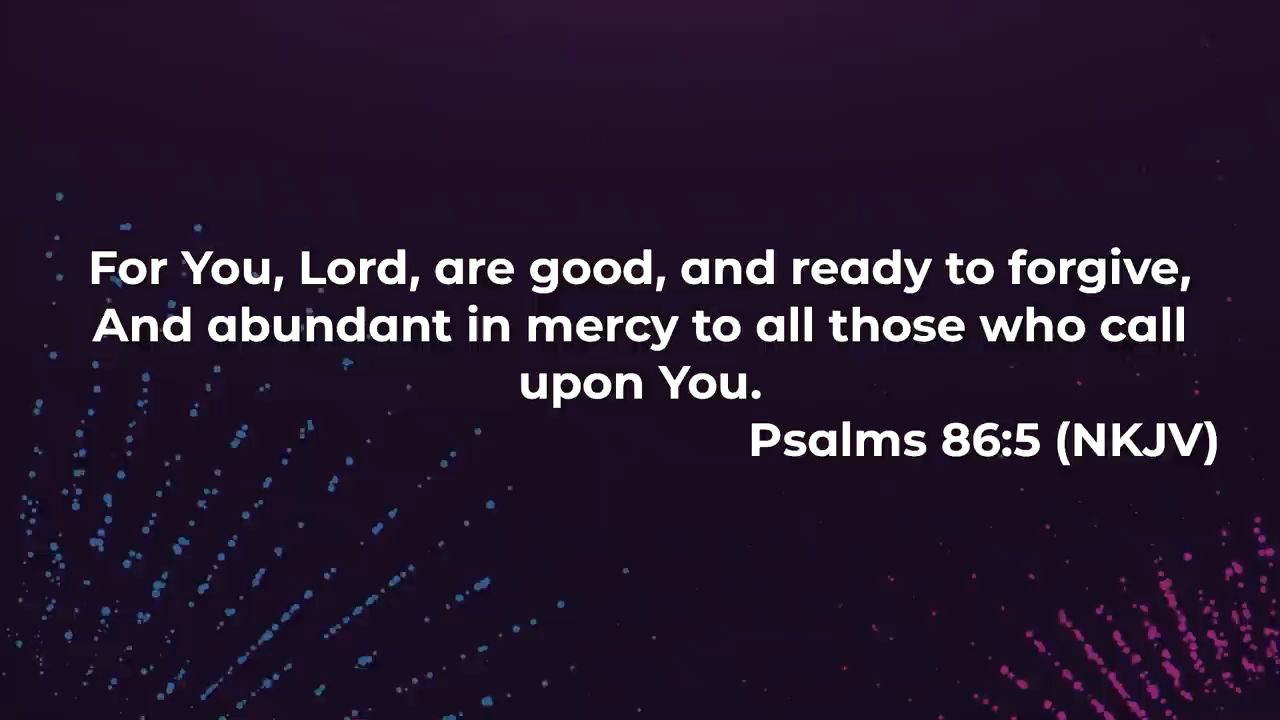 For You, Lord, are good, and ready to forgive,
And abundant in mercy to all those who call
upon You.
Psalms 86:5 (NKJV)